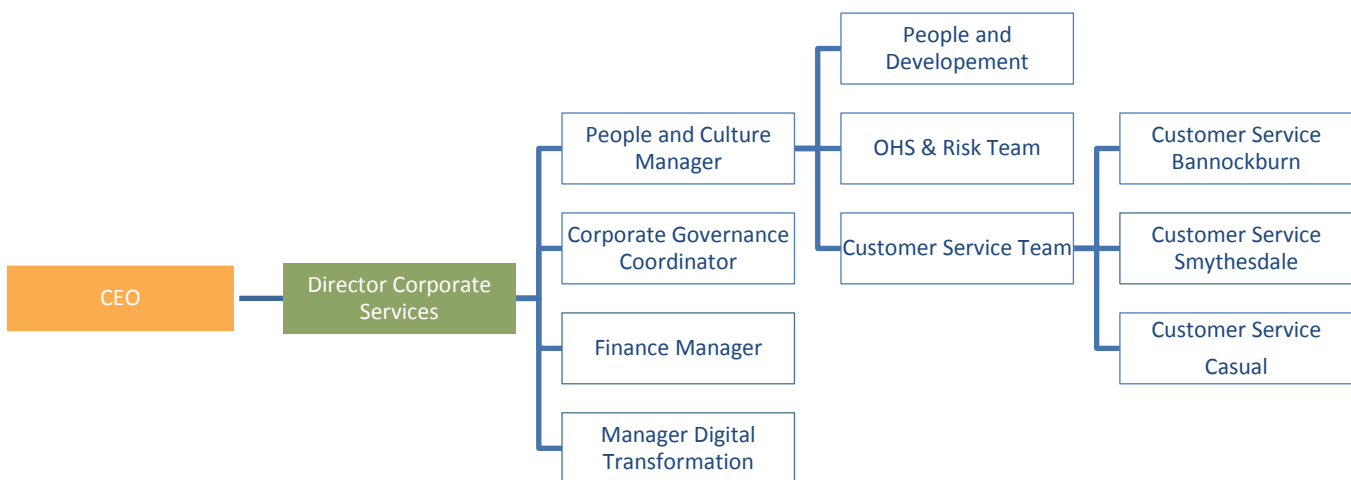 People and
Developement
People and Culture
Manager
OHS & Risk Team
Customer Service
Bannockburn
Corporate Governance
Coordinator
Customer Service Team
Customer Service
Smythesdale
CEO
Director Corporate
Services
Finance Manager
Customer Service
Casual
Manager Digital
Transformation